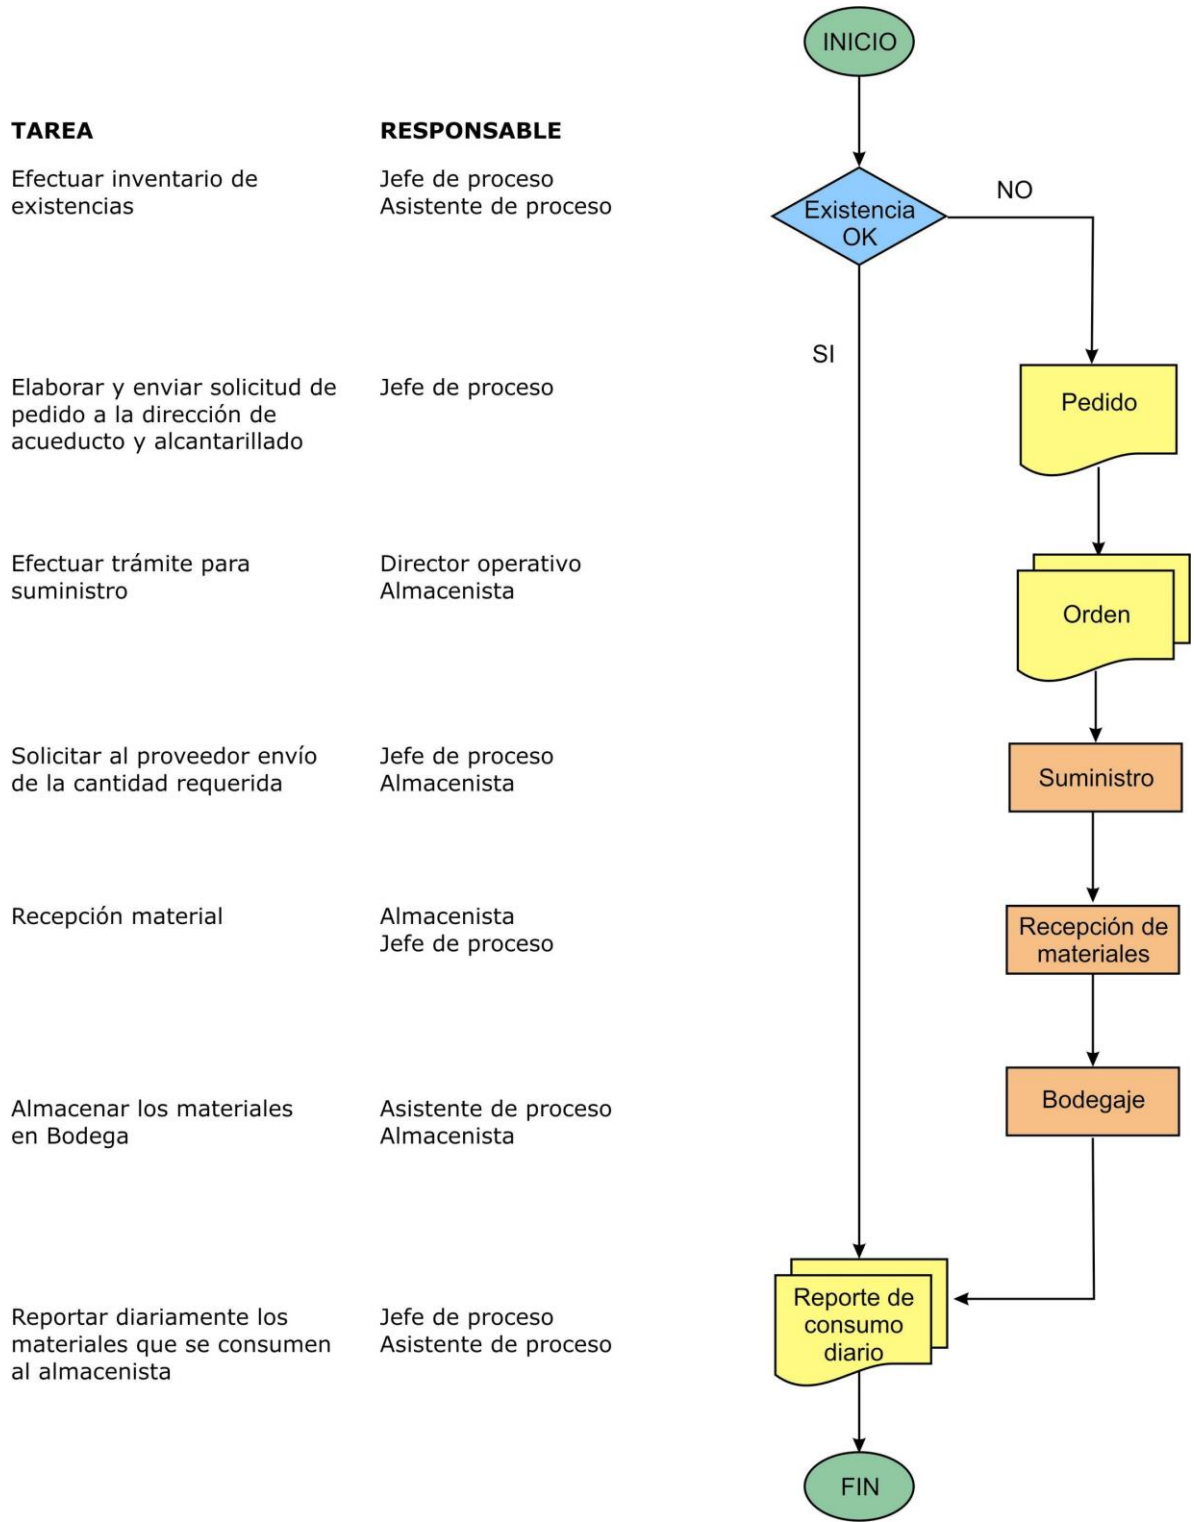 INICIO
TAREA RESPONSABLE
Efectuar inventario de Jefe de proceso
existencias Asistente de proceso
Existencia
OK
NO
SI
Elaborar y enviar solicitud de Jefe de proceso
pedido a la dirección de
acueducto y alcantarillado
Pedido
Efectuar trámite para Director operativo
suministro Almacenista
Orden
Solicitar al proveedor envío Jefe de proceso
de la cantidad requerida Almacenista
Suministro
Recepción material Almacenista
Jefe de proceso
Recepción de
materiales
Almacenar los materiales Asistente de proceso
en Bodega Almacenista
Bodegaje
Reportar diariamente los Jefe de proceso
materiales que se consumen Asistente de proceso
al almacenista
Reporte de
consumo
diario
FIN